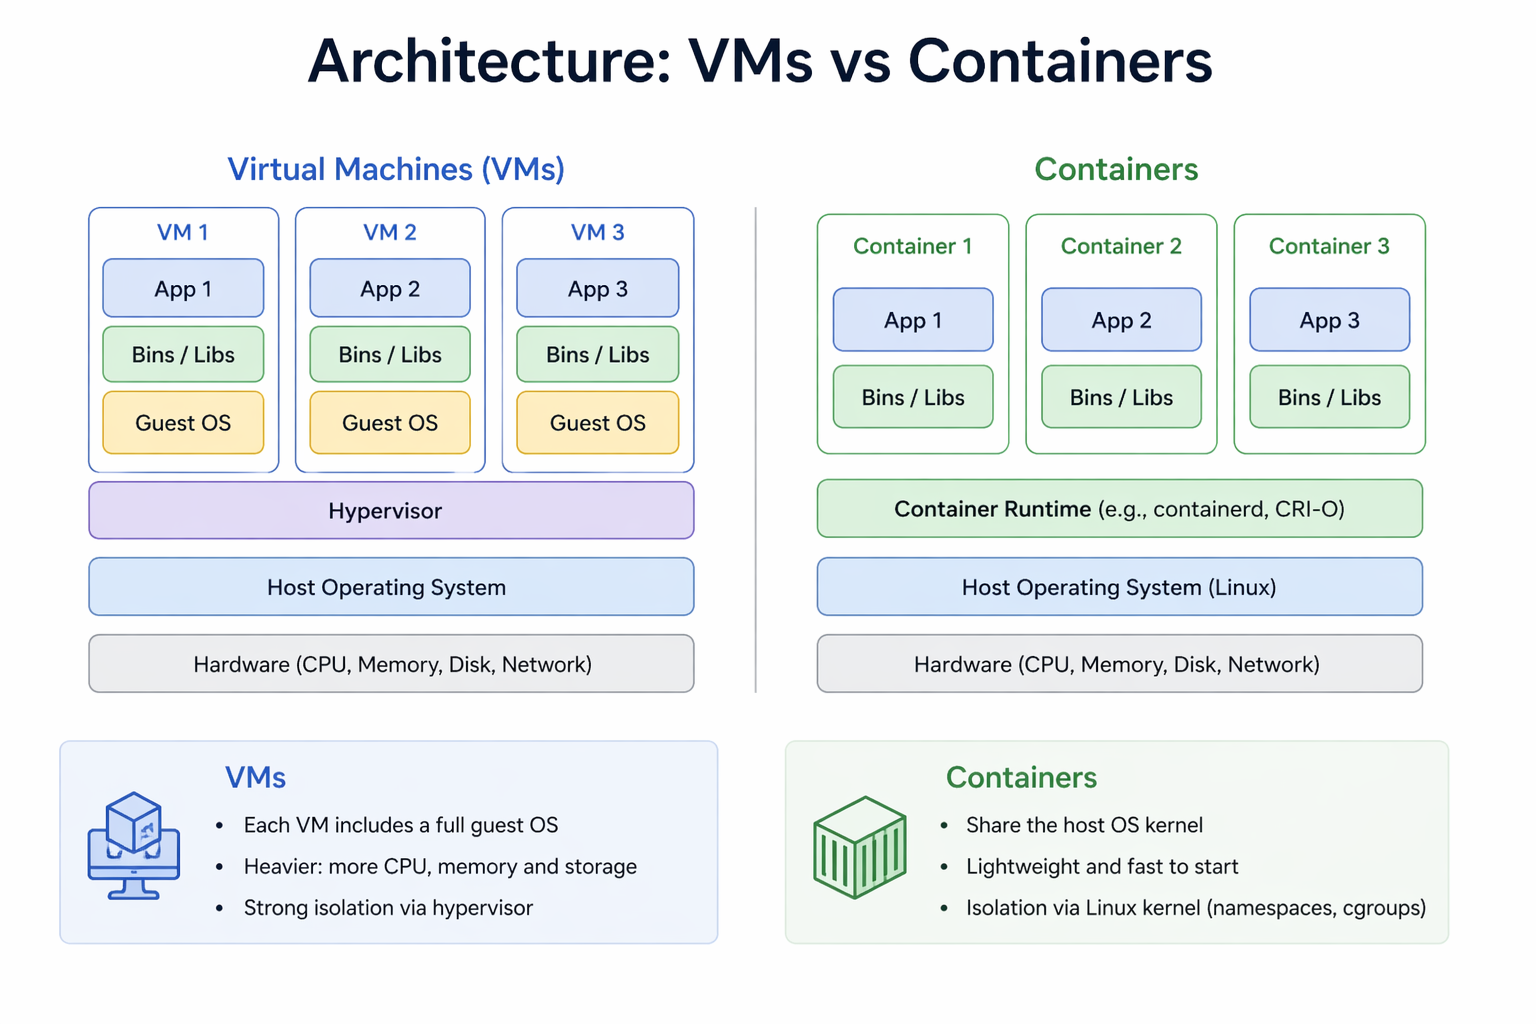 Architecture: VMs vs Containers
Virtual Machines (VMs)
VM 1
VM 2
VM 3
App 1
App 2
App 3
Bins / Libs
Bins / Libs
Bins / Libs
Guest OS
Guest OS
Guest OS
Hypervisor
Host Operating System
Hardware (CPU, Memory, Disk, Network)
Containers
Container 1
Container 2
Container 3
App 1
App 2
App 3
Bins / Libs
Bins / Libs
Bins / Libs
Container Runtime (e.g., containerd, CRI-O)
Host Operating System (Linux)
Hardware (CPU, Memory, Disk, Network)
VMs
• Each VM includes a full guest OS
• Heavier: more CPU, memory and storage
• Strong isolation via hypervisor
Containers
• Share the host OS kernel
• Lightweight and fast to start
• Isolation via Linux kernel (namespaces, cgroups)